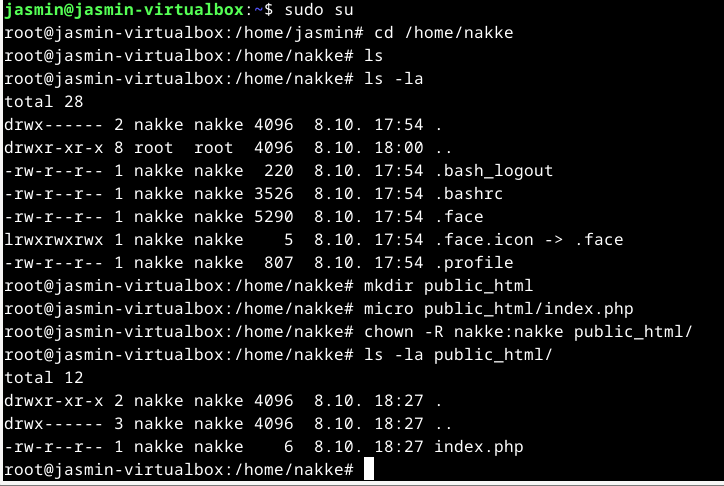 jasmin@jasmin-virtualbox:~$ sudo su
root@jasmin-virtualbox:/home/jasmin# cd /home/nakke
root@jasmin-virtualbox:/home/nakke# ls
root@jasmin-virtualbox:/home/nakke# ls -la
total 28
drwx------ 2 nakke nakke 4096  8.10. 17:54 .
drwxr-xr-x 8 root  root  4096  8.10. 18:00 ..
-rw-r--r-- 1 nakke nakke  220  8.10. 17:54 .bash_logout
-rw-r--r-- 1 nakke nakke 3526  8.10. 17:54 .bashrc
-rw-r--r-- 1 nakke nakke 5290  8.10. 17:54 .face
lrwxrwxrwx 1 nakke nakke    5  8.10. 17:54 .face.icon -> .face
-rw-r--r-- 1 nakke nakke  807  8.10. 17:54 .profile
root@jasmin-virtualbox:/home/nakke# mkdir public_html
root@jasmin-virtualbox:/home/nakke# micro public_html/index.php
root@jasmin-virtualbox:/home/nakke# chown -R nakke:nakke public_html/
root@jasmin-virtualbox:/home/nakke# ls -la public_html/
total 12
drwxr-xr-x 2 nakke nakke 4096  8.10. 18:27 .
drwx------ 3 nakke nakke 4096  8.10. 18:27 ..
-rw-r--r-- 1 nakke nakke    6  8.10. 18:27 index.php
root@jasmin-virtualbox:/home/nakke#